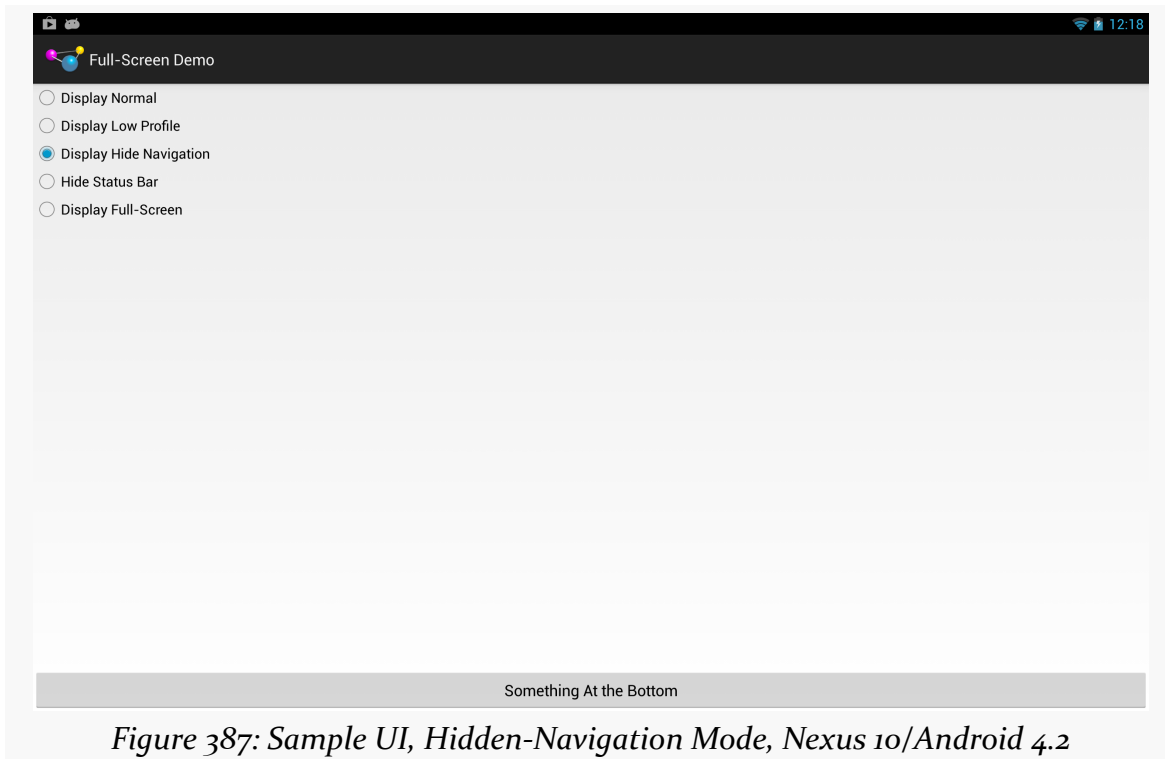 12:18
Full-Screen Demo
Display Normal
Display Low Profile
Display Hide Navigation
Hide Status Bar
Display Full-Screen
Something At the Bottom
Figure 387: Sample UI, Hidden-Navigation Mode, Nexus 10/Android 4.2